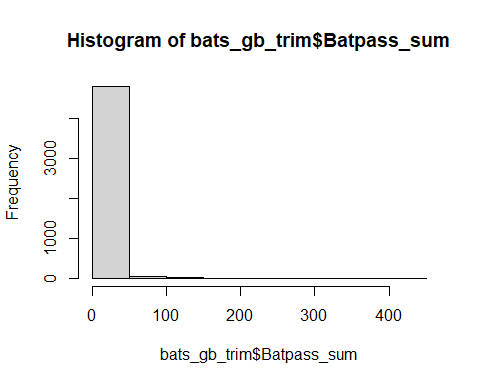 Histogram of bats_gb_trim$Batpass_sum
Frequency
3000
1000
0
0 100 200 300 400
bats_gb_trim$Batpass_sum